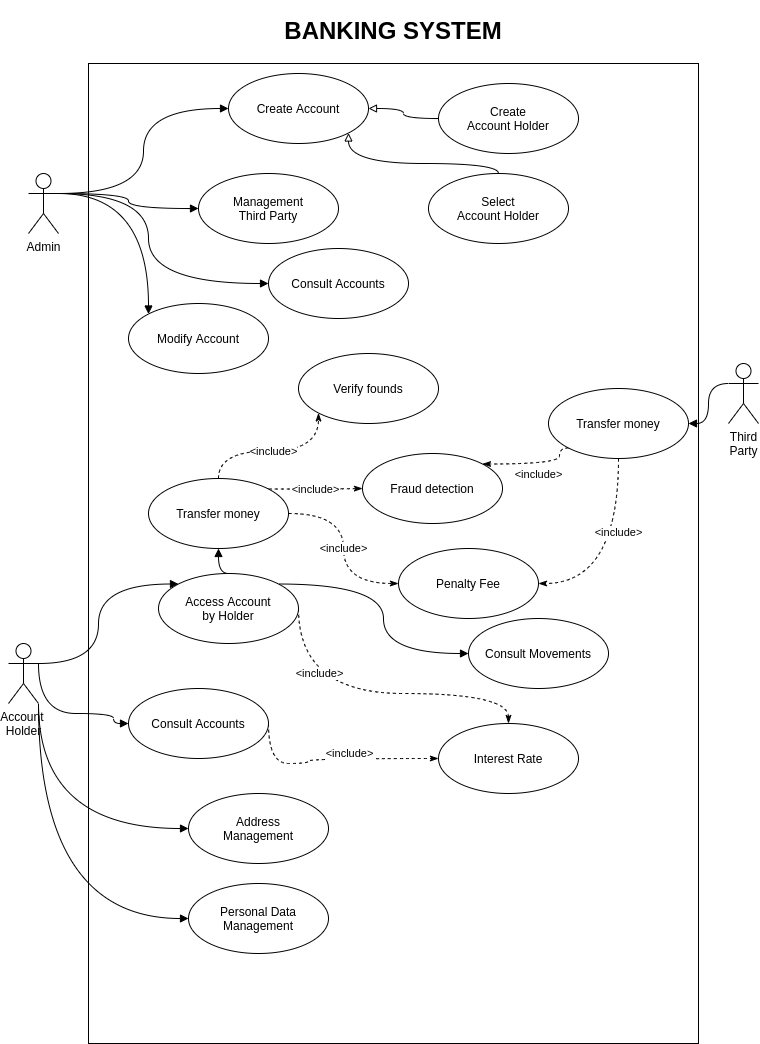 BANKING SYSTEM
Create Account
Create
Account Holder
Management
Third Party
Select
Account Holder
Admin
Consult Accounts
Modify Account
Verify founds
Transfer money
Third
Party
<include>
<include>
Fraud detection
<include>
Transfer money
<include>
<include>
Penalty Fee
Access Account
by Holder
Consult Movements
<include>
Account
Holder
Consult Accounts
<include>
Interest Rate
Address
Management
Personal Data
Management